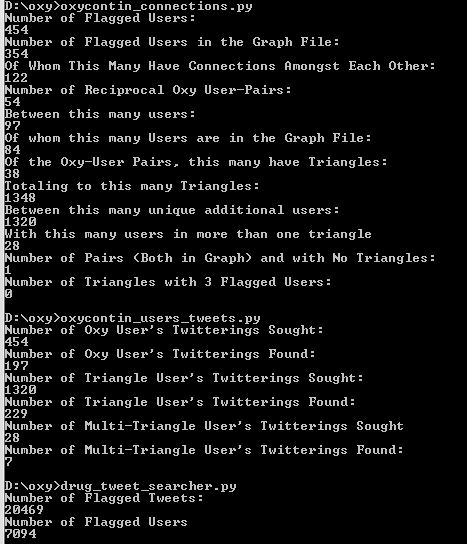 D:\oxy>oxycontin_connections.py
Number of Flagged Users:
454
Number of Flagged Users in the Graph File:
354
Of Whom This Many Have Connections Amongst Each Other:
122
Number of Reciprocal Oxy User-Pairs:
54
Between this many users:
97
Of whom this many Users are in the Graph File:
84
Of the Oxy-User Pairs, this many have Triangles:
38
Totaling to this many Triangles:
1348
Between this many unique additional users:
1320
With this many users in more than one triangle
28
Number of Pairs (Both in Graph) and with No Triangles:
1
Number of Triangles with 3 Flagged Users:
0
D:\oxy>oxycontin_users_tweets.py
Number of Oxy User's Twitterings Sought:
454
Number of Oxy User's Twitterings Found:
197
Number of Triangle User's Twitterings Sought:
1320
Number of Triangle User's Twitterings Found:
229
Number of Multi-Triangle User's Twitterings Sought
28
Number of Multi-Triangle User's Twitterings Found:
7
D:\oxy>drug_tweet_searcher.py
Number of Flagged Tweets:
20469
Number of Flagged Users
7094